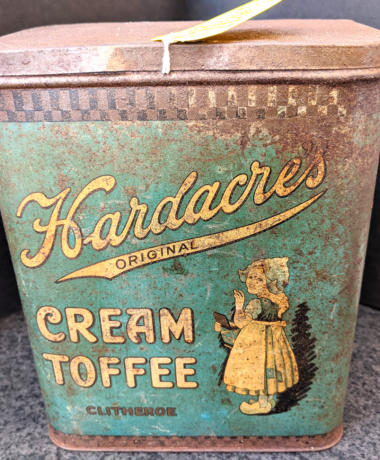 Hardacre's
ORIGINAL
CREAM
TOFFEE
CLITHEROE